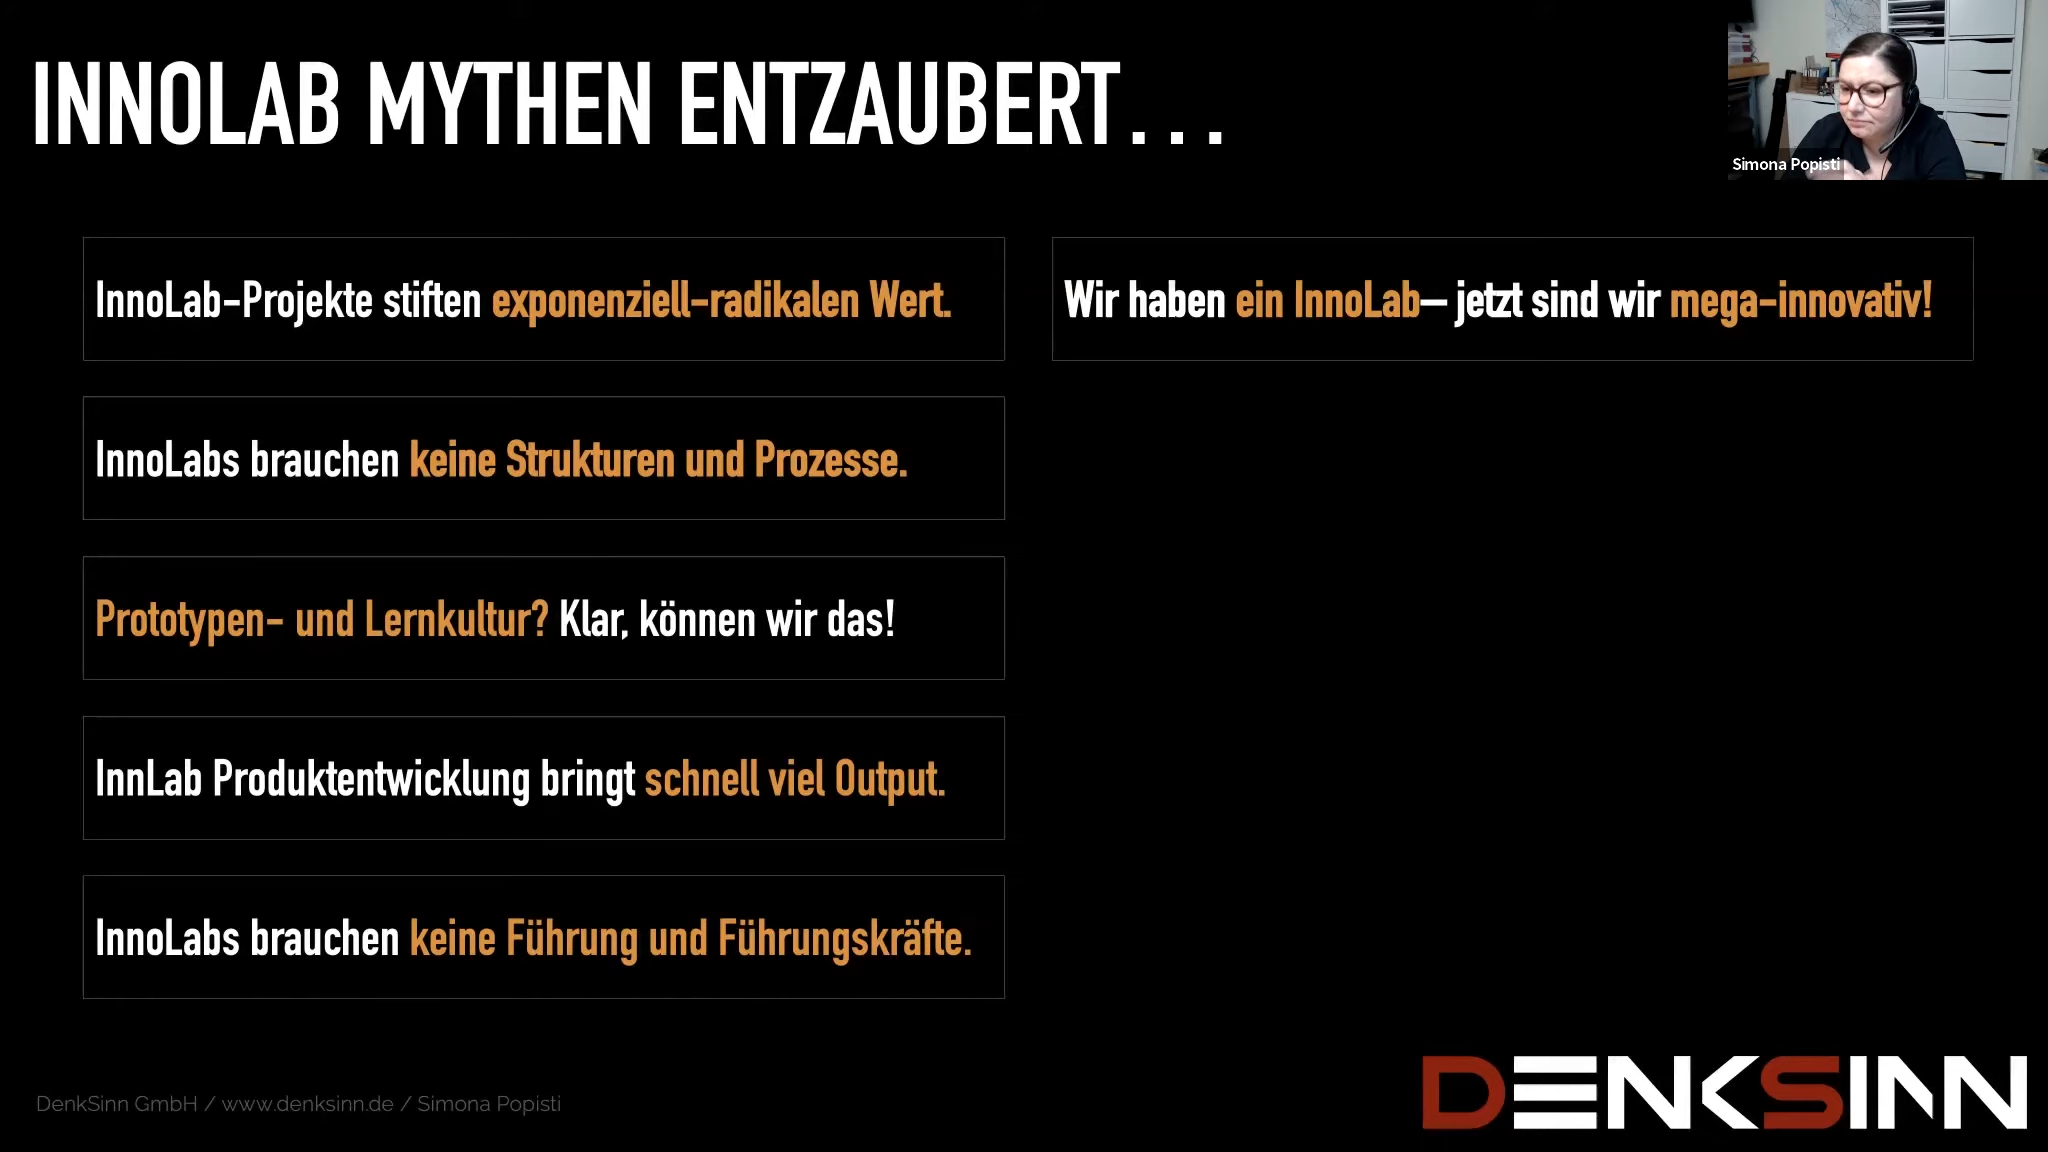 INNOLAB MYTHEN ENTZAUBERT...
Simona Popisti
InnoLab-Projekte stiften exponenziell-radikalen Wert.
InnoLabs brauchen keine Strukturen und Prozesse.
Prototypen- und Lernkultur? Klar, können wir das!
InnLab Produktentwicklung bringt schnell viel Output.
InnoLabs brauchen keine Führung und Führungskräfte.
Wir haben ein InnoLab– jetzt sind wir mega-innovativ!
DenkSinn GmbH / www.denksinn.de / Simona Popisti
DENKSINN